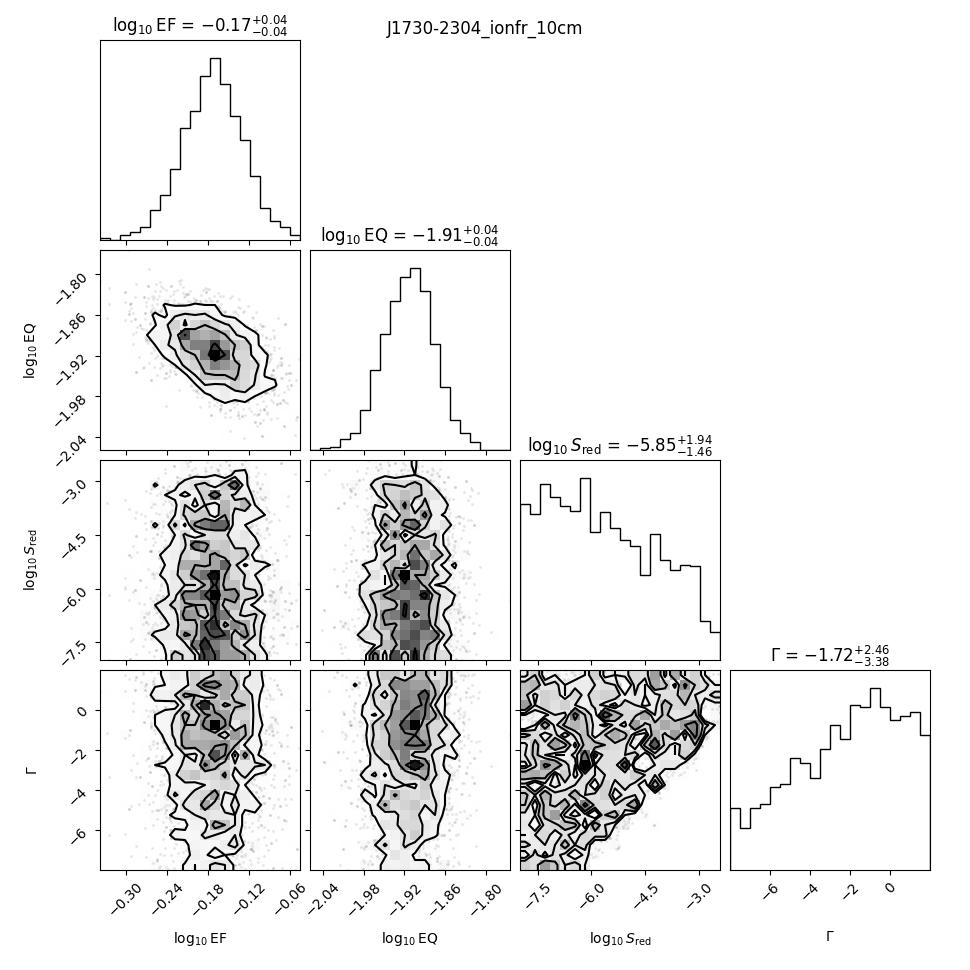 J1730-2304_ionfr_10cm
log₁₀ EF = −0.17 +0.04 −0.04
log₁₀ EQ = −1.91 +0.04 −0.04
−1.80
−1.86
−1.92
−1.98
−2.04
log₁₀ EQ
log₁₀ S_red = −5.85 +1.94 −1.46
−3.0
−4.5
−6.0
−7.5
log₁₀ S_red
Γ = −1.72 +2.46 −3.38
0
−2
−4
−6
Γ
−0.30 −0.24 −0.18 −0.12 −0.06
−2.04 −1.98 −1.92 −1.86 −1.80
−7.5 −6.0 −4.5 −3.0
−6 −4 −2 0
log₁₀ EF
log₁₀ EQ
log₁₀ S_red
Γ